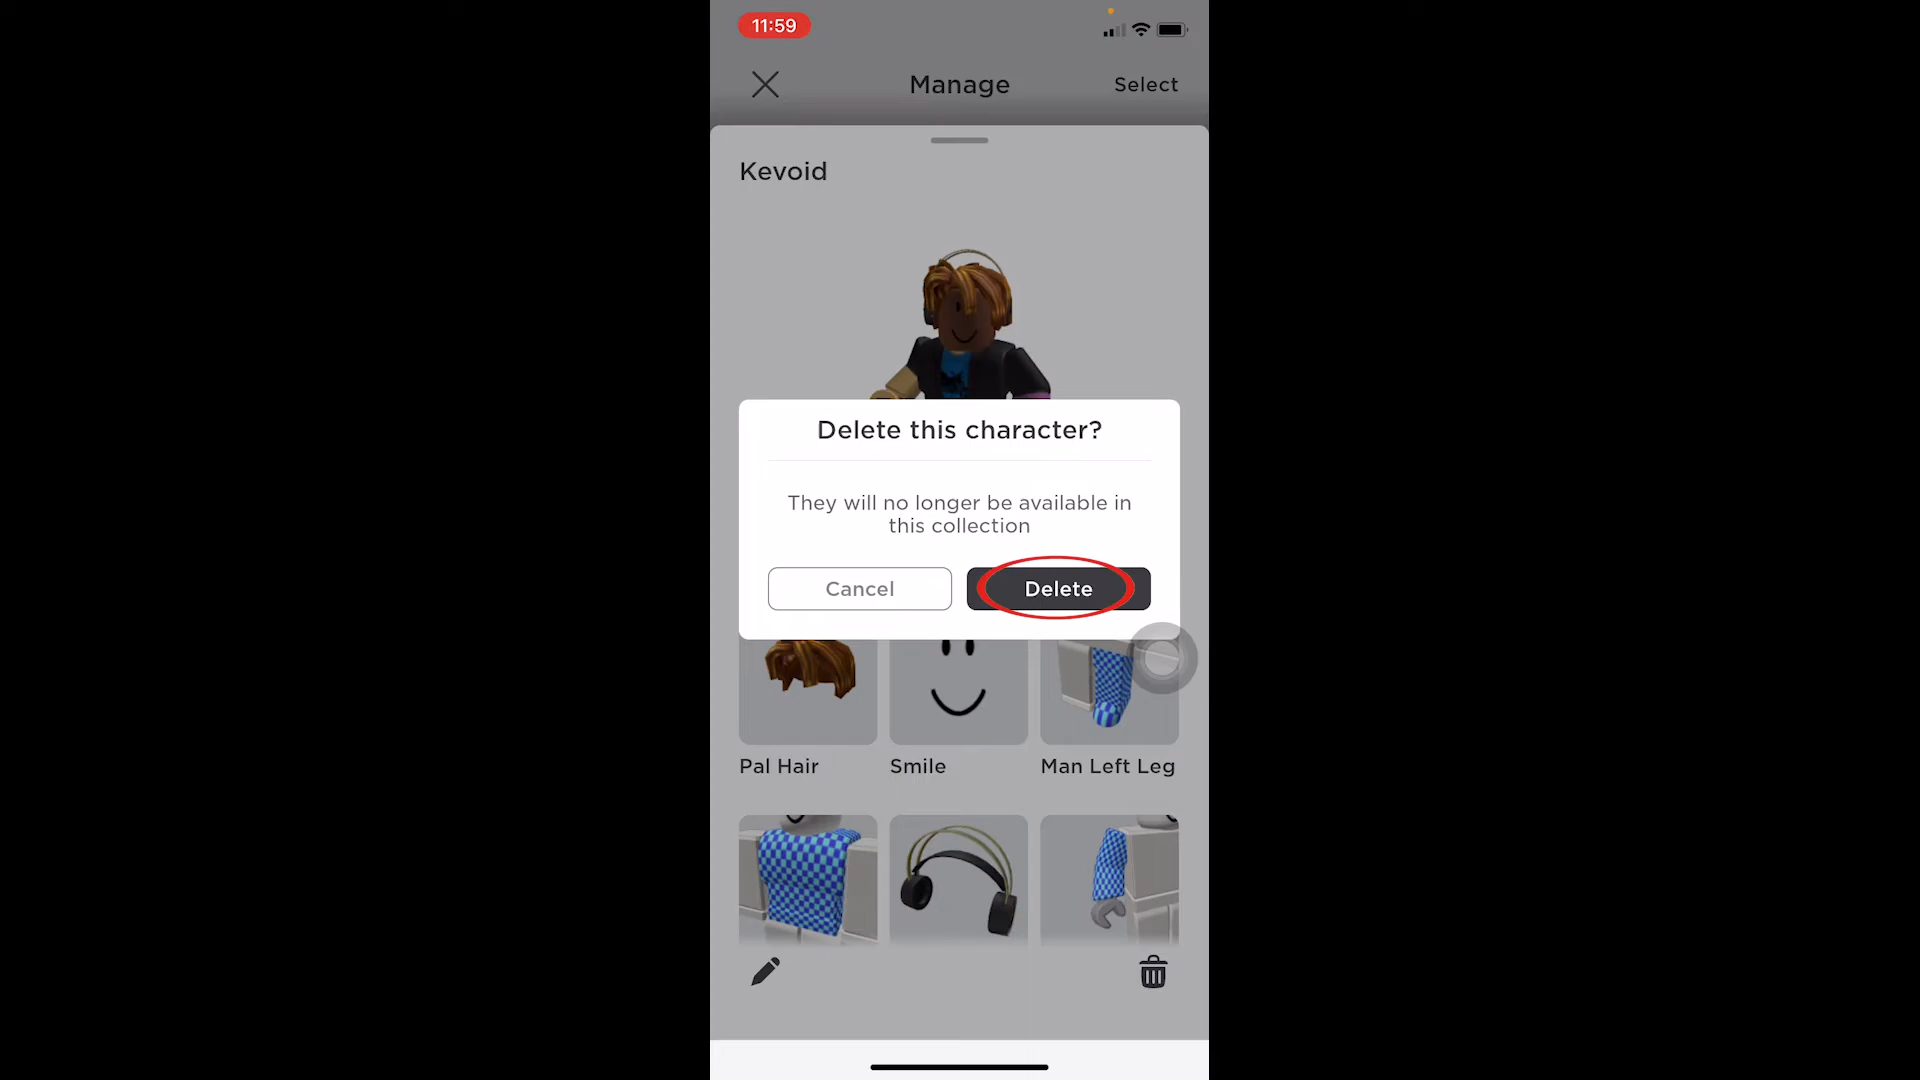 11:59
Manage
Select
Kevoid
Delete this character?
They will no longer be available in
this collection
Cancel
Delete
Pal Hair
Smile
Man Left Leg